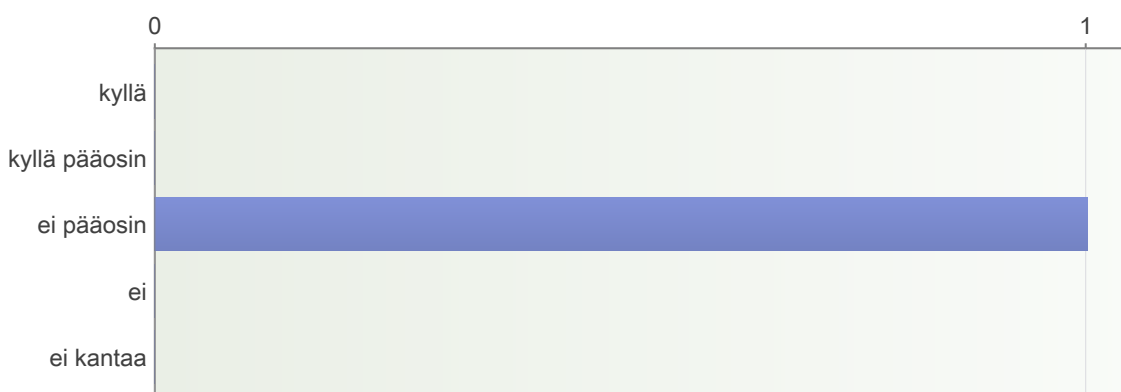 0 1
kyllä
kyllä pääosin
ei pääosin
ei
ei kantaa